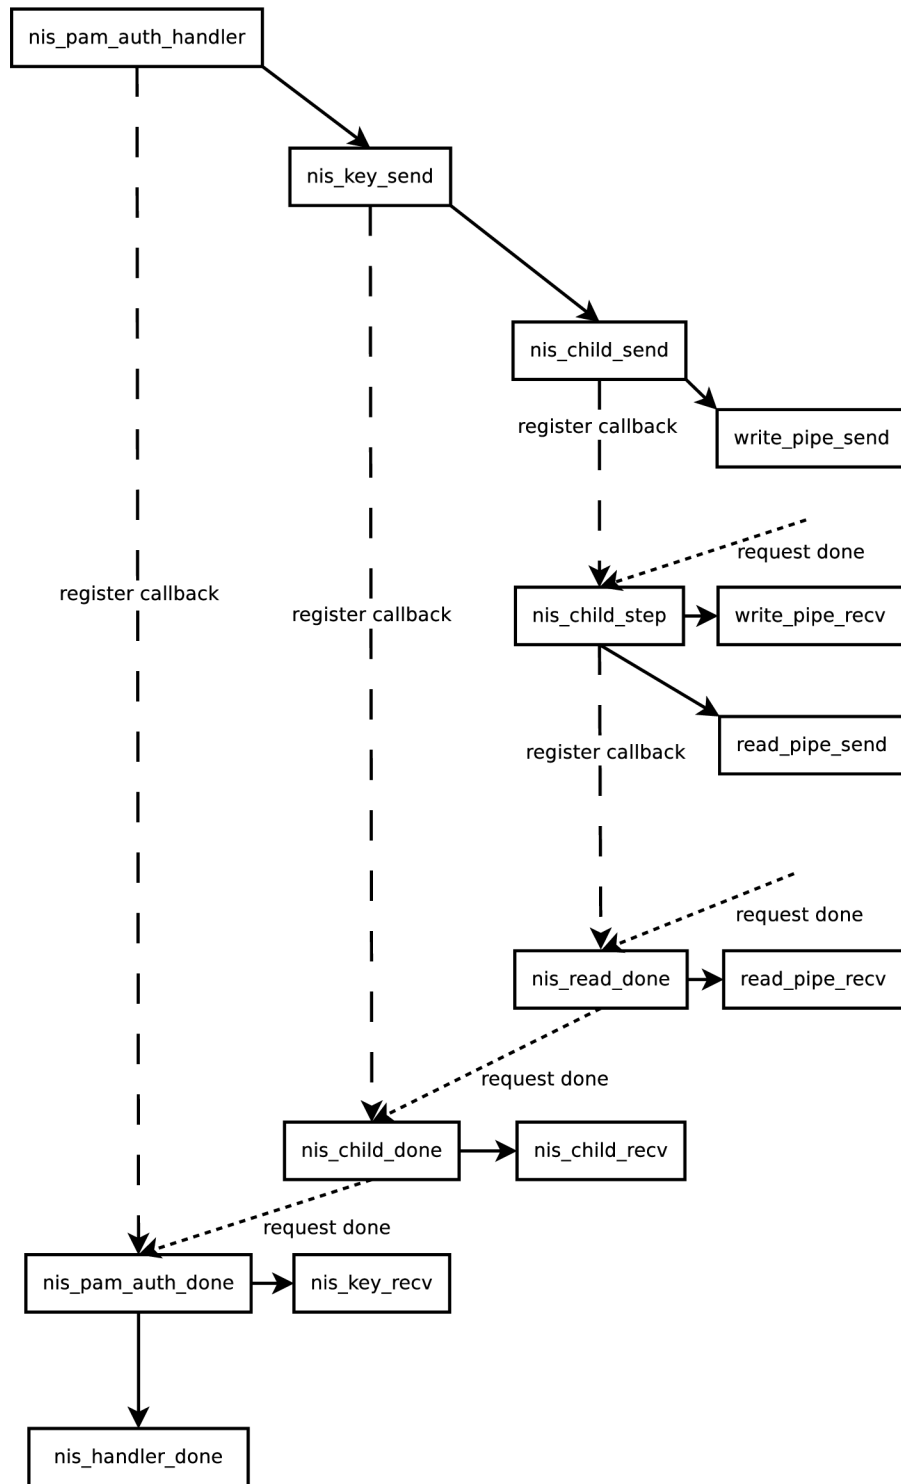 nis_pam_auth_handler
nis_key_send
nis_child_send
register callback
write_pipe_send
request done
register callback
register callback
nis_child_step
write_pipe_recv
read_pipe_send
register callback
request done
nis_read_done
read_pipe_recv
request done
nis_child_done
nis_child_recv
request done
nis_pam_auth_done
nis_key_recv
nis_handler_done